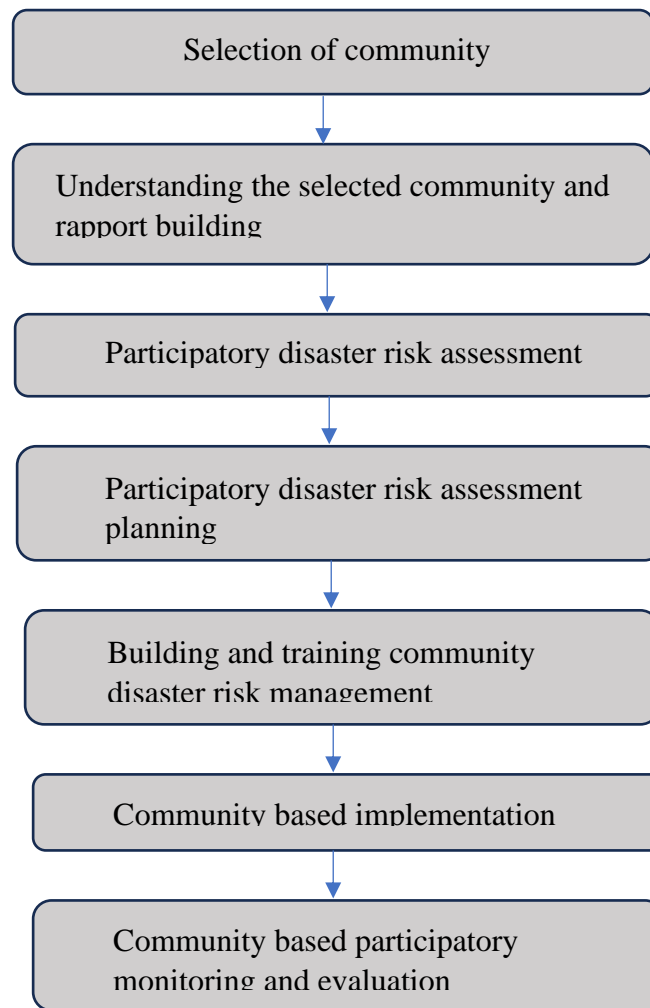 Selection of community
Understanding the selected community and
rapport building
Participatory disaster risk assessment
Participatory disaster risk assessment
planning
Building and training community
disaster risk management
Community based implementation
Community based participatory
monitoring and evaluation